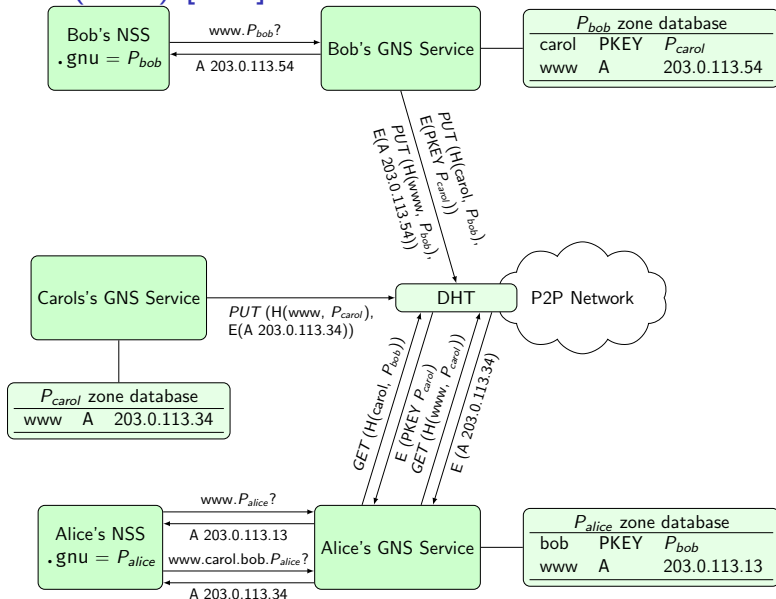 Bob's NSS
.gnu = P_bob
www.P_bob?
A 203.0.113.54
Bob's GNS Service
P_bob zone database
carol PKEY P_carol
www A 203.0.113.54
PUT (H(carol, P_bob),
E(PKEY P_carol))
PUT (H(www, P_bob),
E(A 203.0.113.54))
Carols's GNS Service
PUT (H(www, P_carol),
E(A 203.0.113.34))
DHT
P2P Network
P_carol zone database
www A 203.0.113.34
GET (H(carol, P_bob))
E (PKEY P_carol)
GET (H(www, P_carol))
E (A 203.0.113.34)
Alice's NSS
.gnu = P_alice
www.P_alice?
A 203.0.113.13
www.carol.bob.P_alice?
A 203.0.113.34
Alice's GNS Service
P_alice zone database
bob PKEY P_bob
www A 203.0.113.13